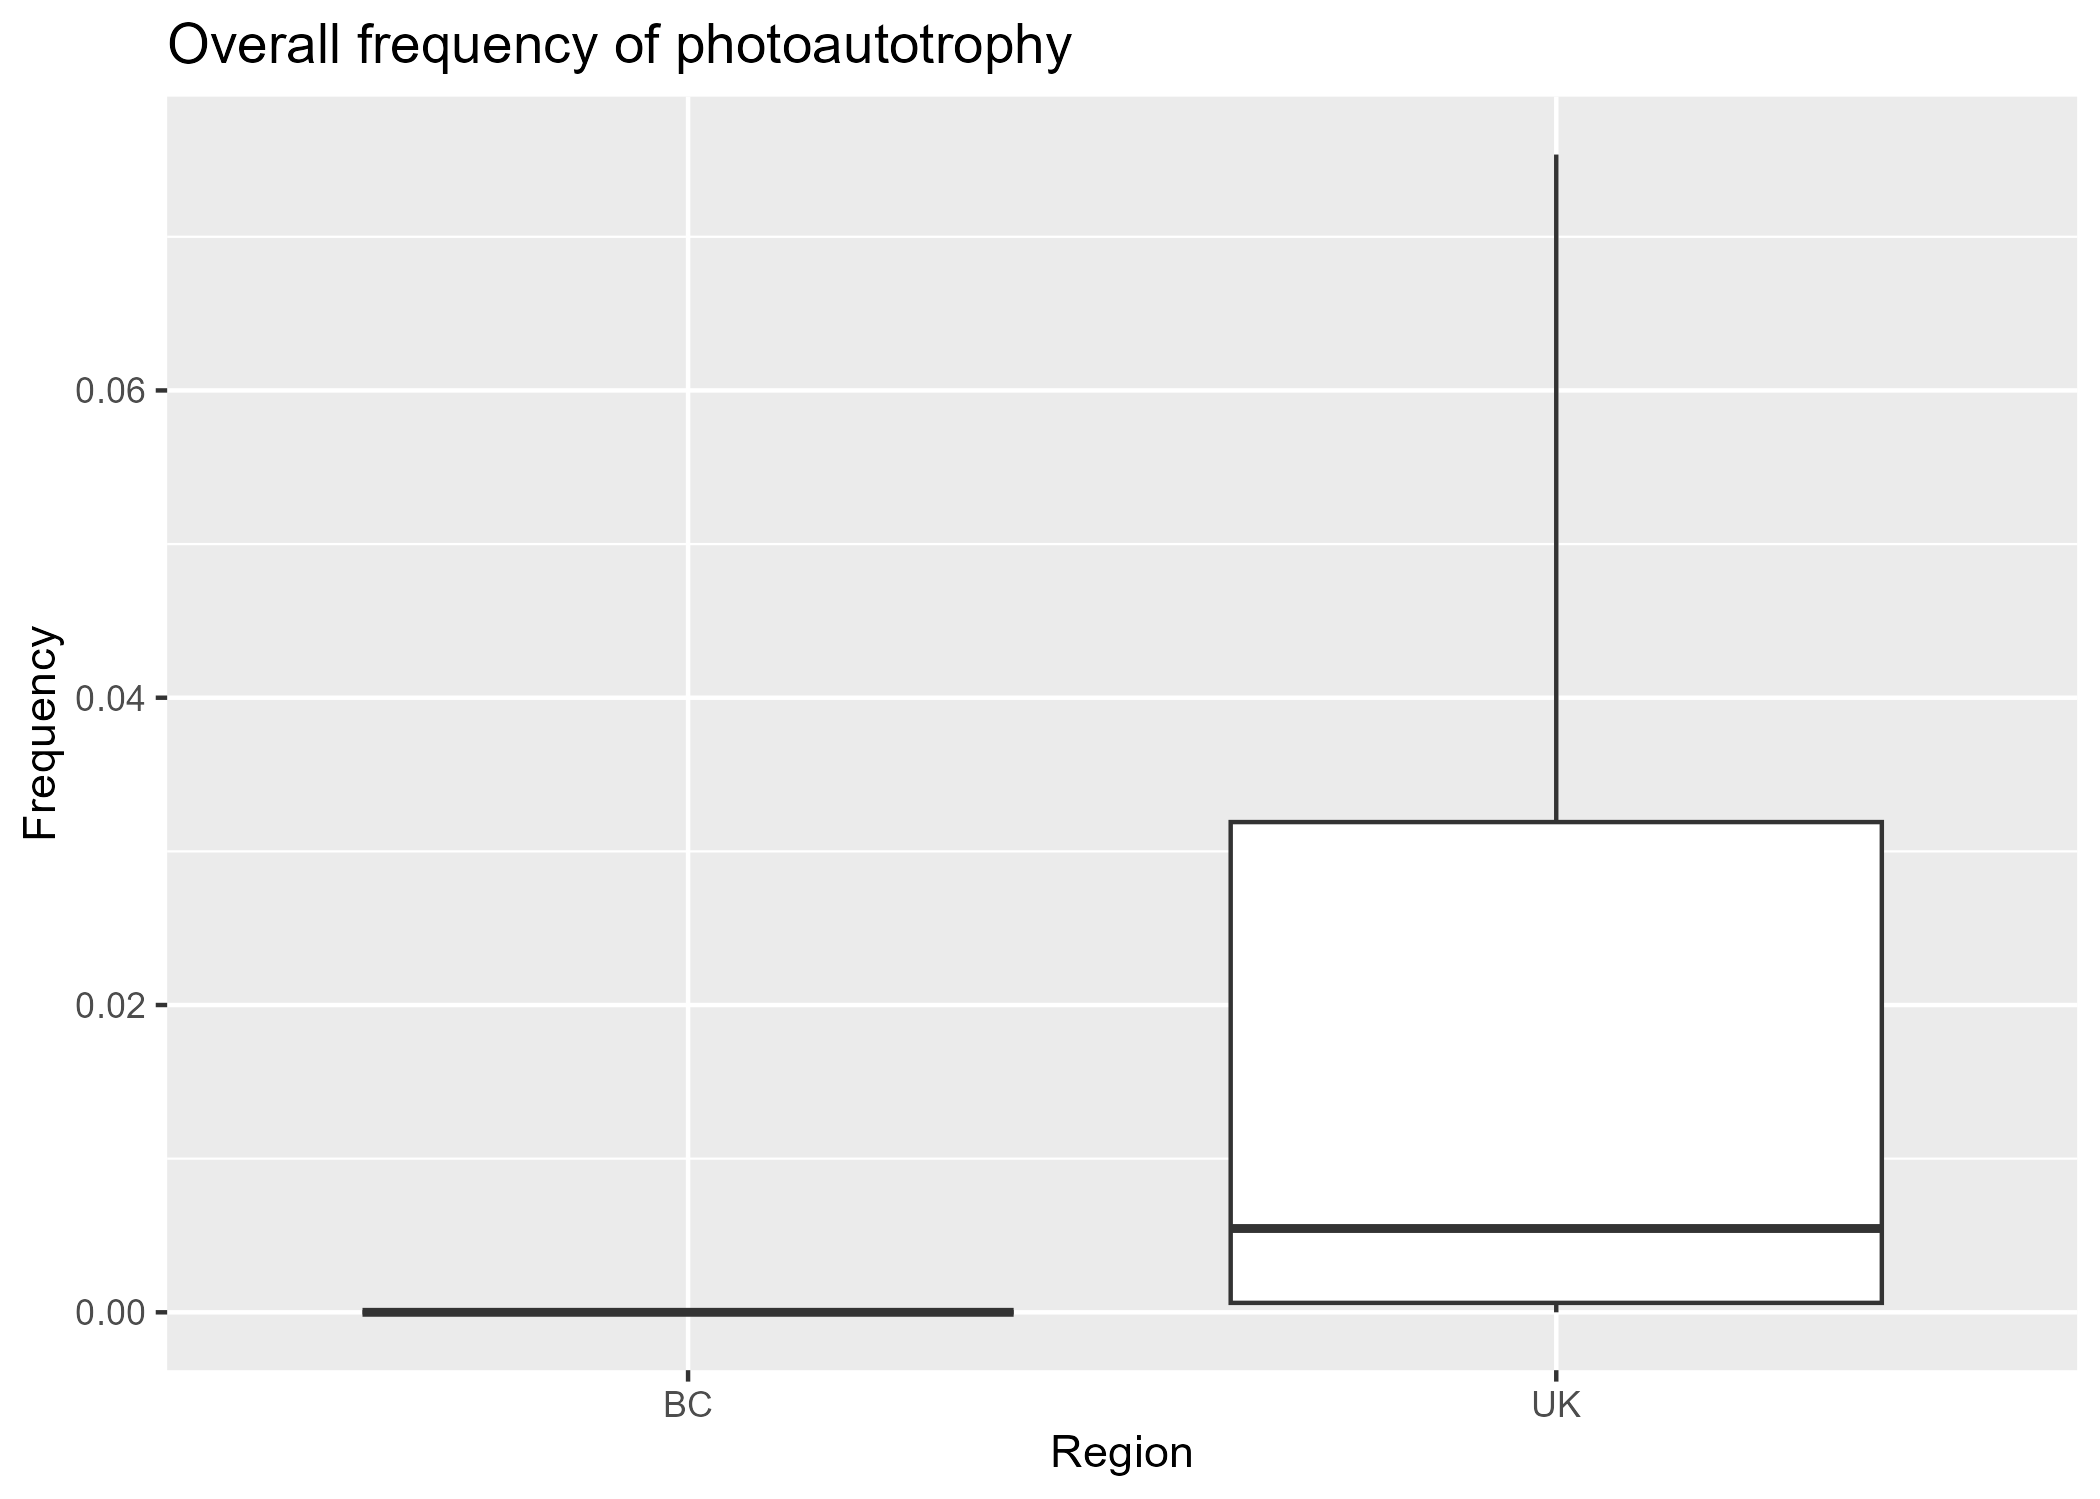 Overall frequency of photoautotrophy
Frequency
0.06
0.04
0.02
0.00
BC
UK
Region